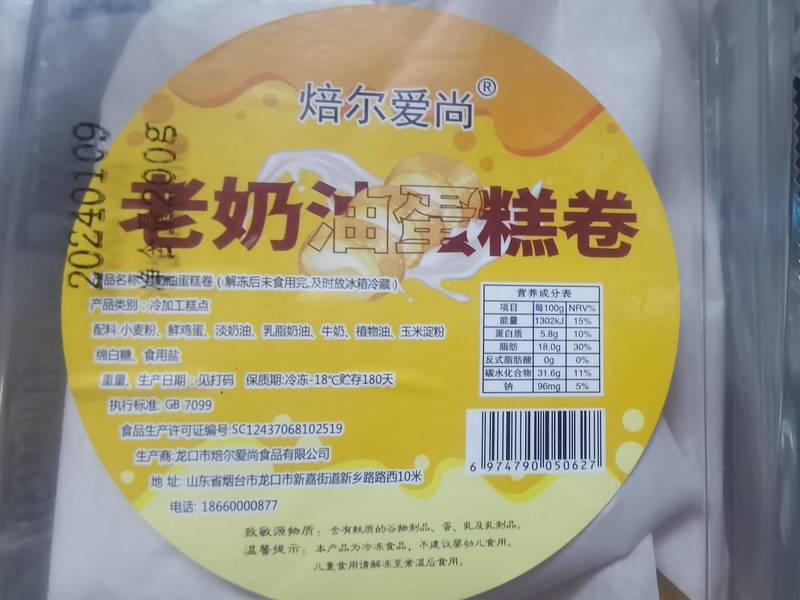 焙尔爱尚®
老奶油蛋糕卷
20240109
净含量200g
品名称:老奶油蛋糕卷(解冻后未食用完,及时放冰箱冷藏)
产品类别:冷加工糕点
配料:小麦粉、鲜鸡蛋、淡奶油、乳脂奶油、牛奶、植物油、玉米淀粉
绵白糖、食用盐
重量、生产日期:见打码 保质期:冷冻-18℃贮存180天
执行标准: GB 7099
食品生产许可证编号:SC12437068102519
生产商:龙口市焙尔爱尚食品有限公司
地 址: 山东省烟台市龙口市新嘉街道新乡路路西10米
电话: 18660000877
营养成分表
项目 每100g NRV%
能量 1302kJ 15%
蛋白质 5.8g 10%
脂肪 18.0g 30%
反式脂肪酸 0g 0%
碳水化合物 31.6g 11%
钠 96mg 5%
6 974790 050627
致敏源物质:含有麸质的谷物制品、蛋、乳及乳制品。
温馨提示:本产品为冷冻食品,不建议婴幼儿食用。
儿童食用请解冻至常温后食用。